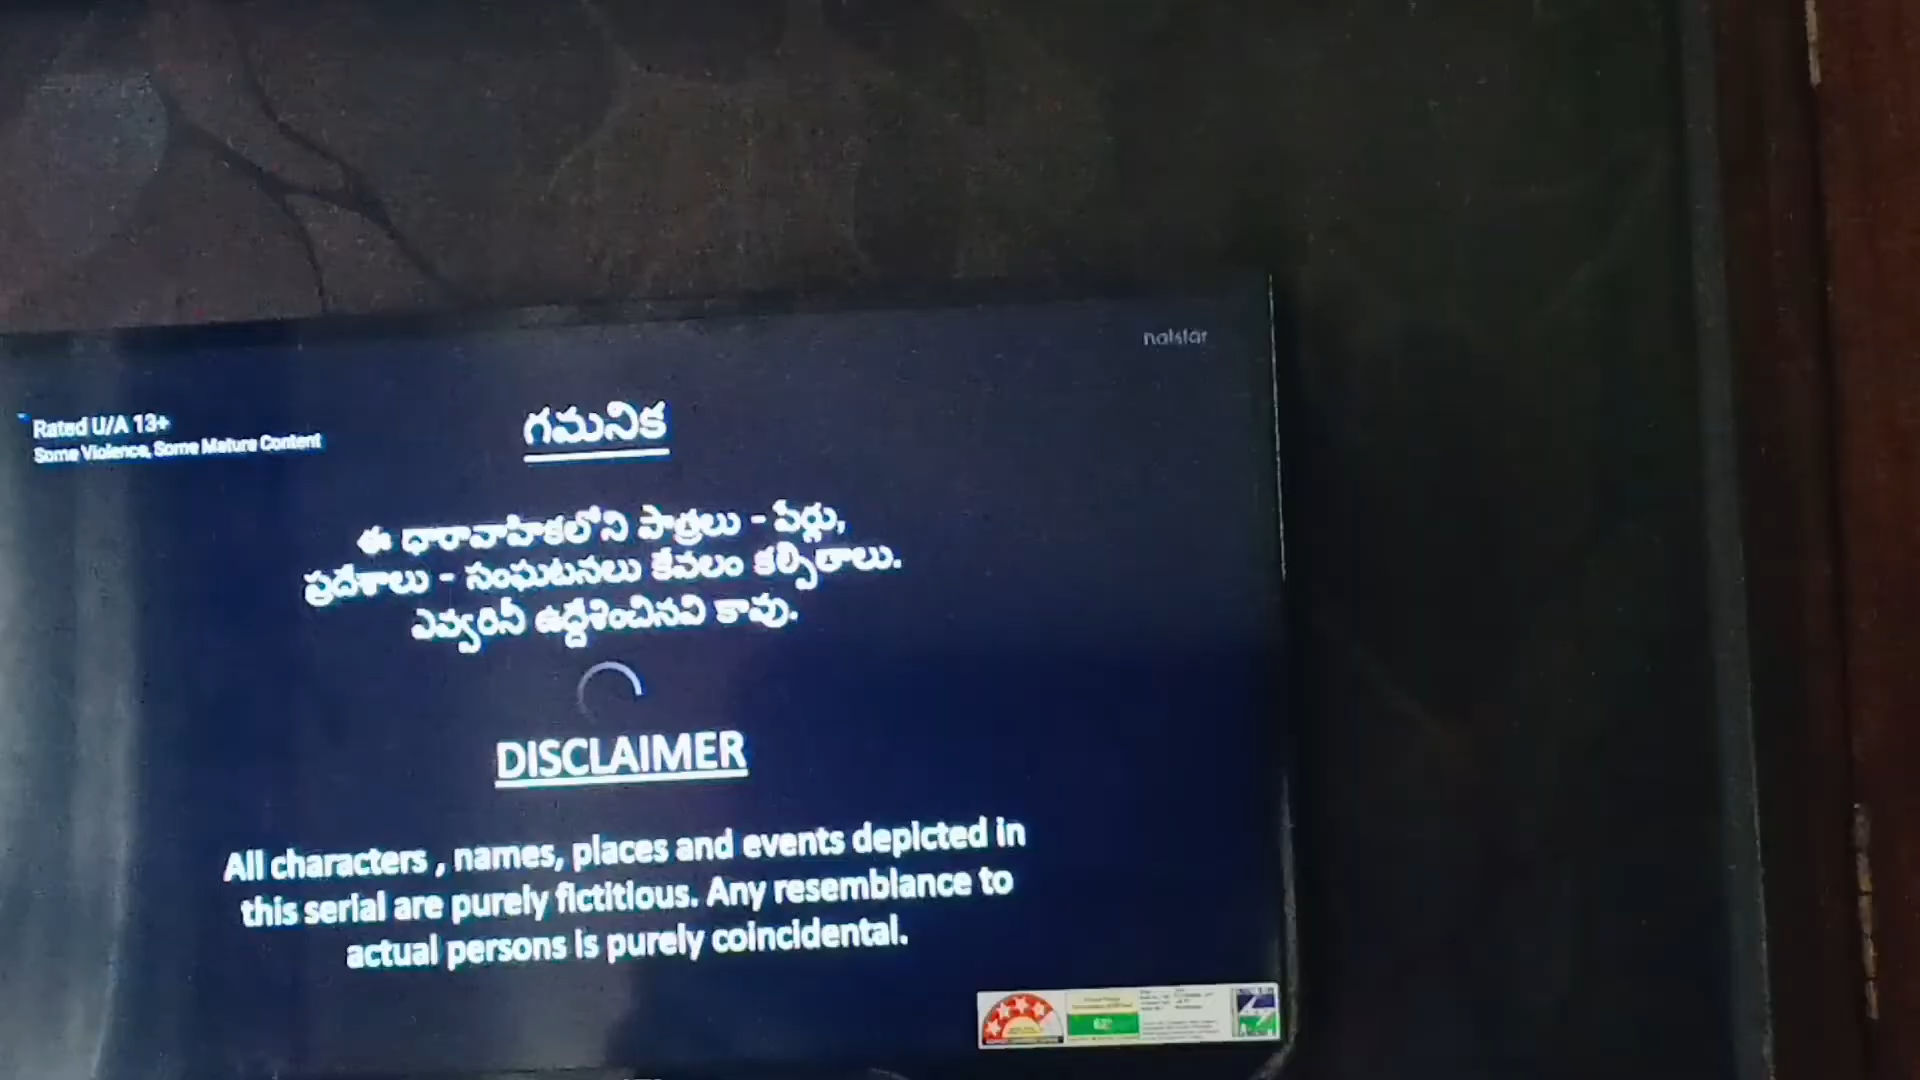 hotstar
Rated U/A 13+
Some Violence, Some Mature Content
గమనిక
ఈ ధారావాహికలోని పాత్రలు - పేర్లు,
ప్రదేశాలు - సంఘటనలు కేవలం కల్పితాలు.
ఎవ్వరినీ ఉద్దేశించినవి కావు.
DISCLAIMER
All characters , names, places and events depicted in
this serial are purely fictitious. Any resemblance to
actual persons is purely coincidental.